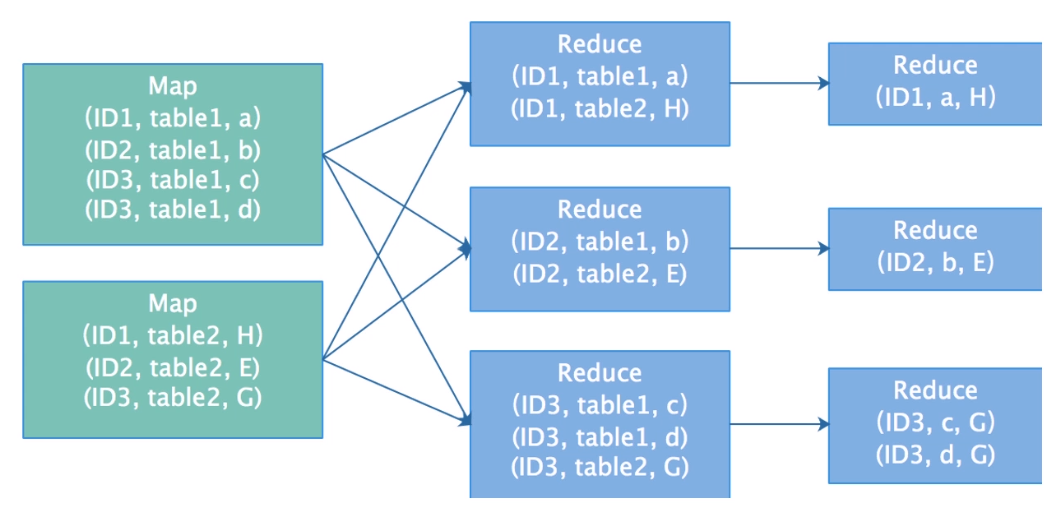 Map
(ID1, table1, a)
(ID2, table1, b)
(ID3, table1, c)
(ID3, table1, d)
Map
(ID1, table2, H)
(ID2, table2, E)
(ID3, table2, G)
Reduce
(ID1, table1, a)
(ID1, table2, H)
Reduce
(ID2, table1, b)
(ID2, table2, E)
Reduce
(ID3, table1, c)
(ID3, table1, d)
(ID3, table2, G)
Reduce
(ID1, a, H)
Reduce
(ID2, b, E)
Reduce
(ID3, c, G)
(ID3, d, G)